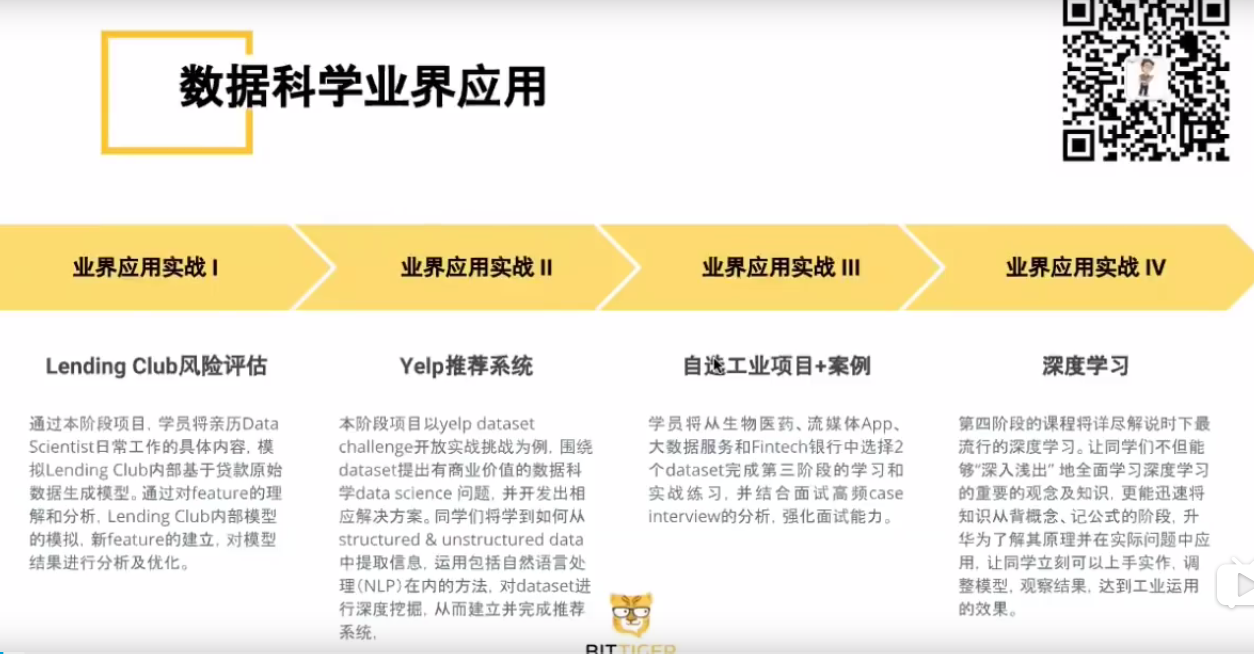 数据科学业界应用
业界应用实战 I
业界应用实战 II
业界应用实战 III
业界应用实战 IV
Lending Club风险评估
通过本阶段项目, 学员将亲历Data
Scientist日常工作的具体内容, 模
拟Lending Club内部基于贷款原始
数据生成模型。通过对feature的理
解和分析, Lending Club内部模型
的模拟, 新feature的建立, 对模型
结果进行分析及优化。
Yelp推荐系统
本阶段项目以yelp dataset
challenge开放实战挑战为例, 围绕
dataset提出有商业价值的数据科
学data science 问题, 并开发出相
应解决方案。同学们将学到如何从
structured & unstructured data
中提取信息, 运用包括自然语言处
理(NLP)在内的方法, 对dataset进
行深度挖掘, 从而建立并完成推荐
系统,
自选工业项目+案例
学员将从生物医药、流媒体App、
大数据服务和Fintech银行中选择2
个dataset完成第三阶段的学习和
实战练习, 并结合面试高频case
interview的分析, 强化面试能力。
深度学习
第四阶段的课程将详尽解说时下最
流行的深度学习。让同学们不但能
够“深入浅出” 地全面学习深度学习
的重要的观念及知识, 更能迅速将
知识从背概念、记公式的阶段, 升
华为了解其原理并在实际问题中应
用, 让同学立刻可以上手实作, 调
整模型, 观察结果, 达到工业运用
的效果。
BITTIGER